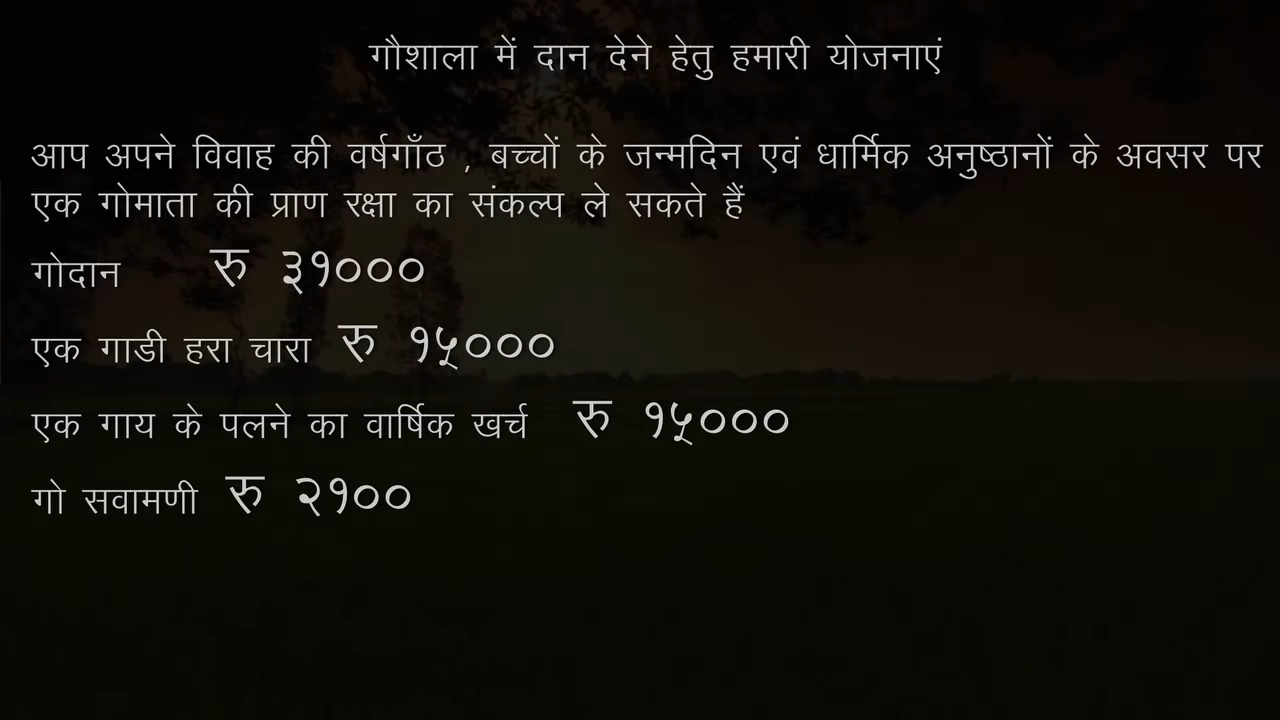 गौशाला में दान देने हेतु हमारी योजनाएं
आप अपने विवाह की वर्षगाँठ , बच्चों के जन्मदिन एवं धार्मिक अनुष्ठानों के अवसर पर
एक गोमाता की प्राण रक्षा का संकल्प ले सकते हैं
गोदान रु ३१०००
एक गाडी हरा चारा रु १५०००
एक गाय के पलने का वार्षिक खर्च रु १५०००
गो सवामणी रु २१००